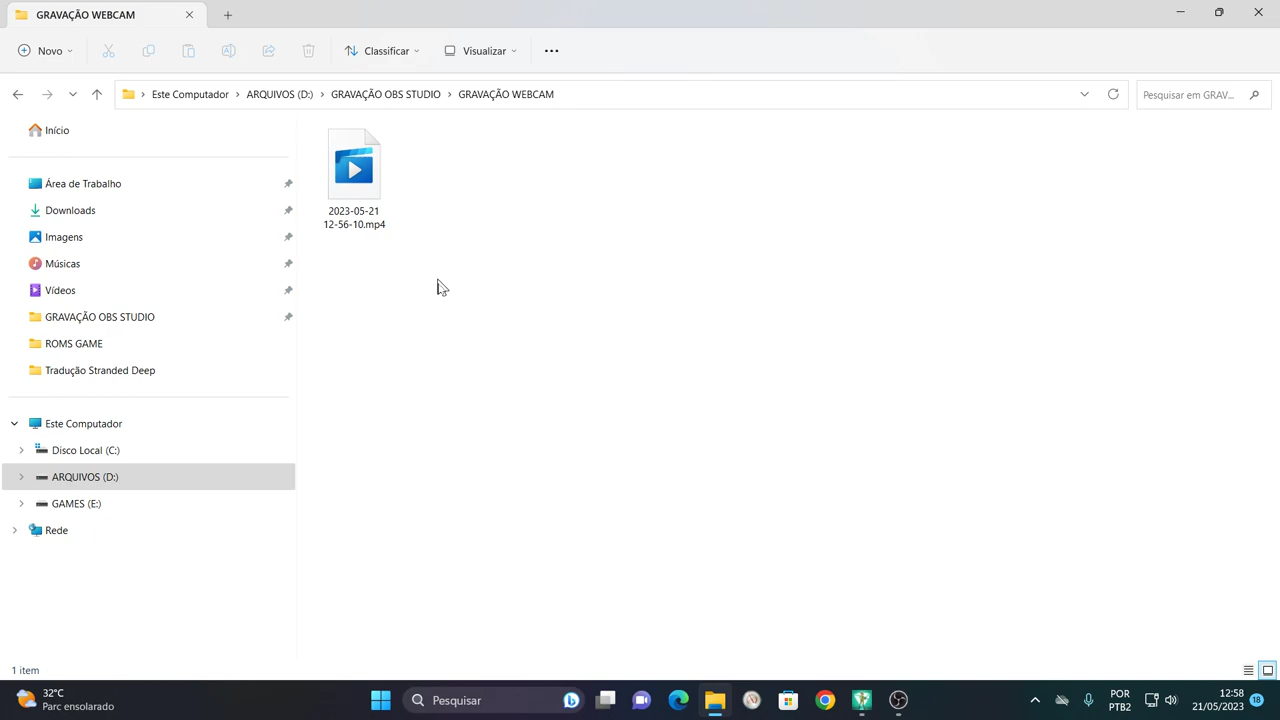 GRAVAÇÃO WEBCAM
Novo
Classificar
Visualizar
Este Computador > ARQUIVOS (D:) > GRAVAÇÃO OBS STUDIO > GRAVAÇÃO WEBCAM
Pesquisar em GRAV...
Início
Área de Trabalho
Downloads
Imagens
Músicas
Vídeos
GRAVAÇÃO OBS STUDIO
ROMS GAME
Tradução Stranded Deep
Este Computador
Disco Local (C:)
ARQUIVOS (D:)
GAMES (E:)
Rede
2023-05-21
12-56-10.mp4
1 item
32°C
Parc ensolarado
Pesquisar
POR
PTB2
12:58
21/05/2023
18